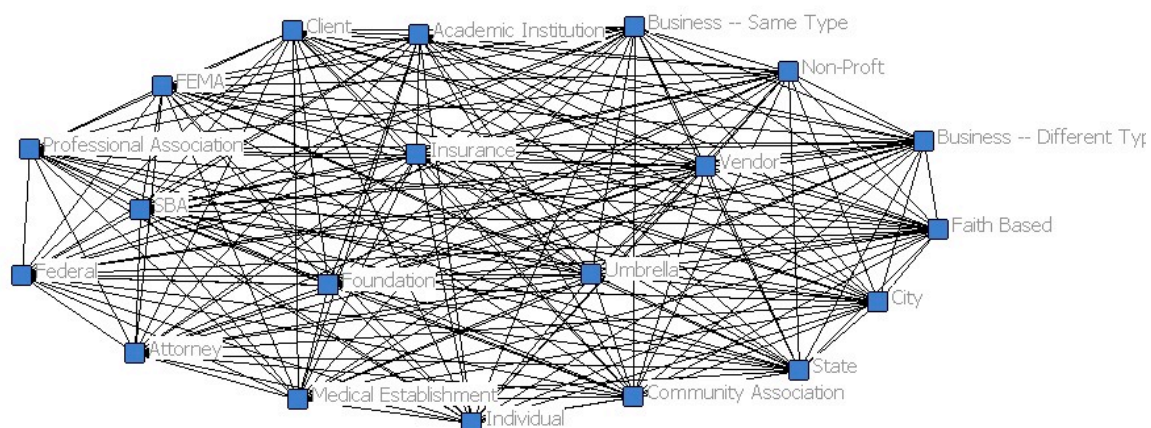 Client
Academic Institution
Business -- Same Type
Non-Proft
FEMA
Business -- Different Typ
Professional Association
Insurance
Vendor
SBA
Faith Based
Federal
Foundation
Umbrella
City
Attorney
State
Medical Establishment
Community Association
Individual